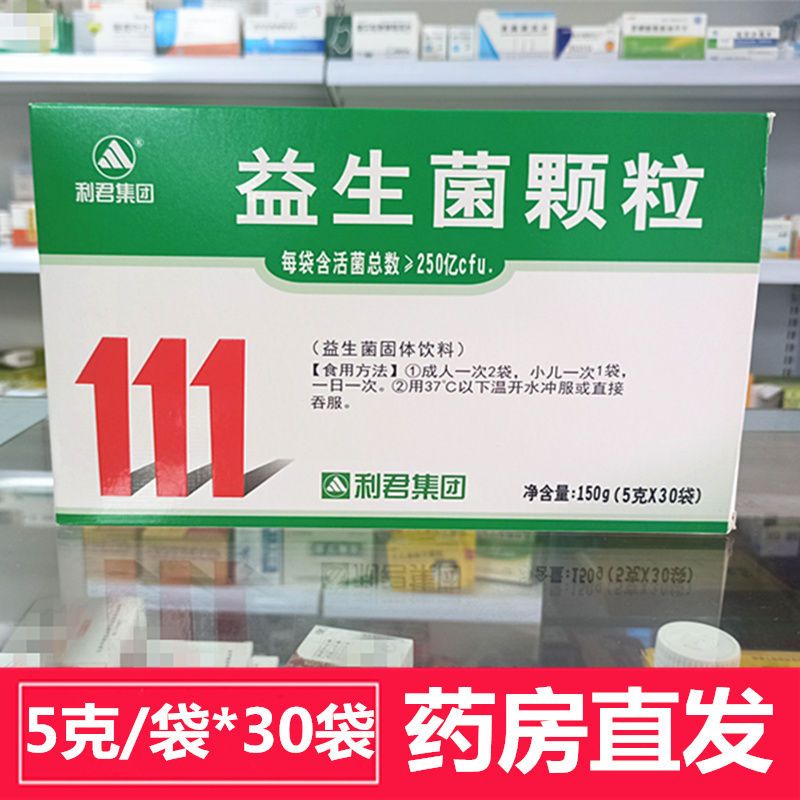 利君集团
®
益生菌颗粒
每袋含活菌总数≥250亿cfu.
111
(益生菌固体饮料)
【食用方法】①成人一次2袋，小儿一次1袋，
一日一次。②用37℃以下温开水冲服或直接
吞服。
利君集团
净含量:150g(5克X30袋)
5克/袋*30袋
药房直发